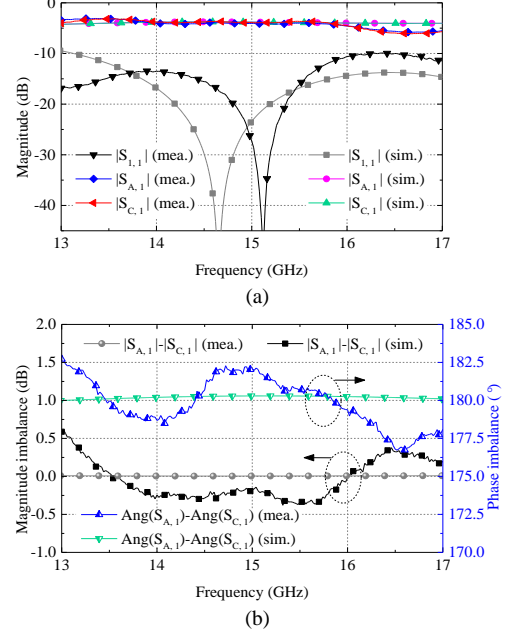 0
-10
-20
-30
-40
Magnitude (dB)
|S1, 1| (mea.) |S1, 1| (sim.)
|SA, 1| (mea.) |SA, 1| (sim.)
|SC, 1| (mea.) |SC, 1| (sim.)
13 14 15 16 17
Frequency (GHz)
(a)
2.0
1.5
1.0
0.5
0.0
-0.5
-1.0
Magnitude imbalance (dB)
|SA, 1|-|SC, 1| (mea.) |SA, 1|-|SC, 1| (sim.)
185.0
182.5
180.0
177.5
175.0
172.5
170.0
Phase imbalance (°)
Ang(SA, 1)-Ang(SC, 1) (mea.)
Ang(SA, 1)-Ang(SC, 1) (sim.)
13 14 15 16 17
Frequency (GHz)
(b)